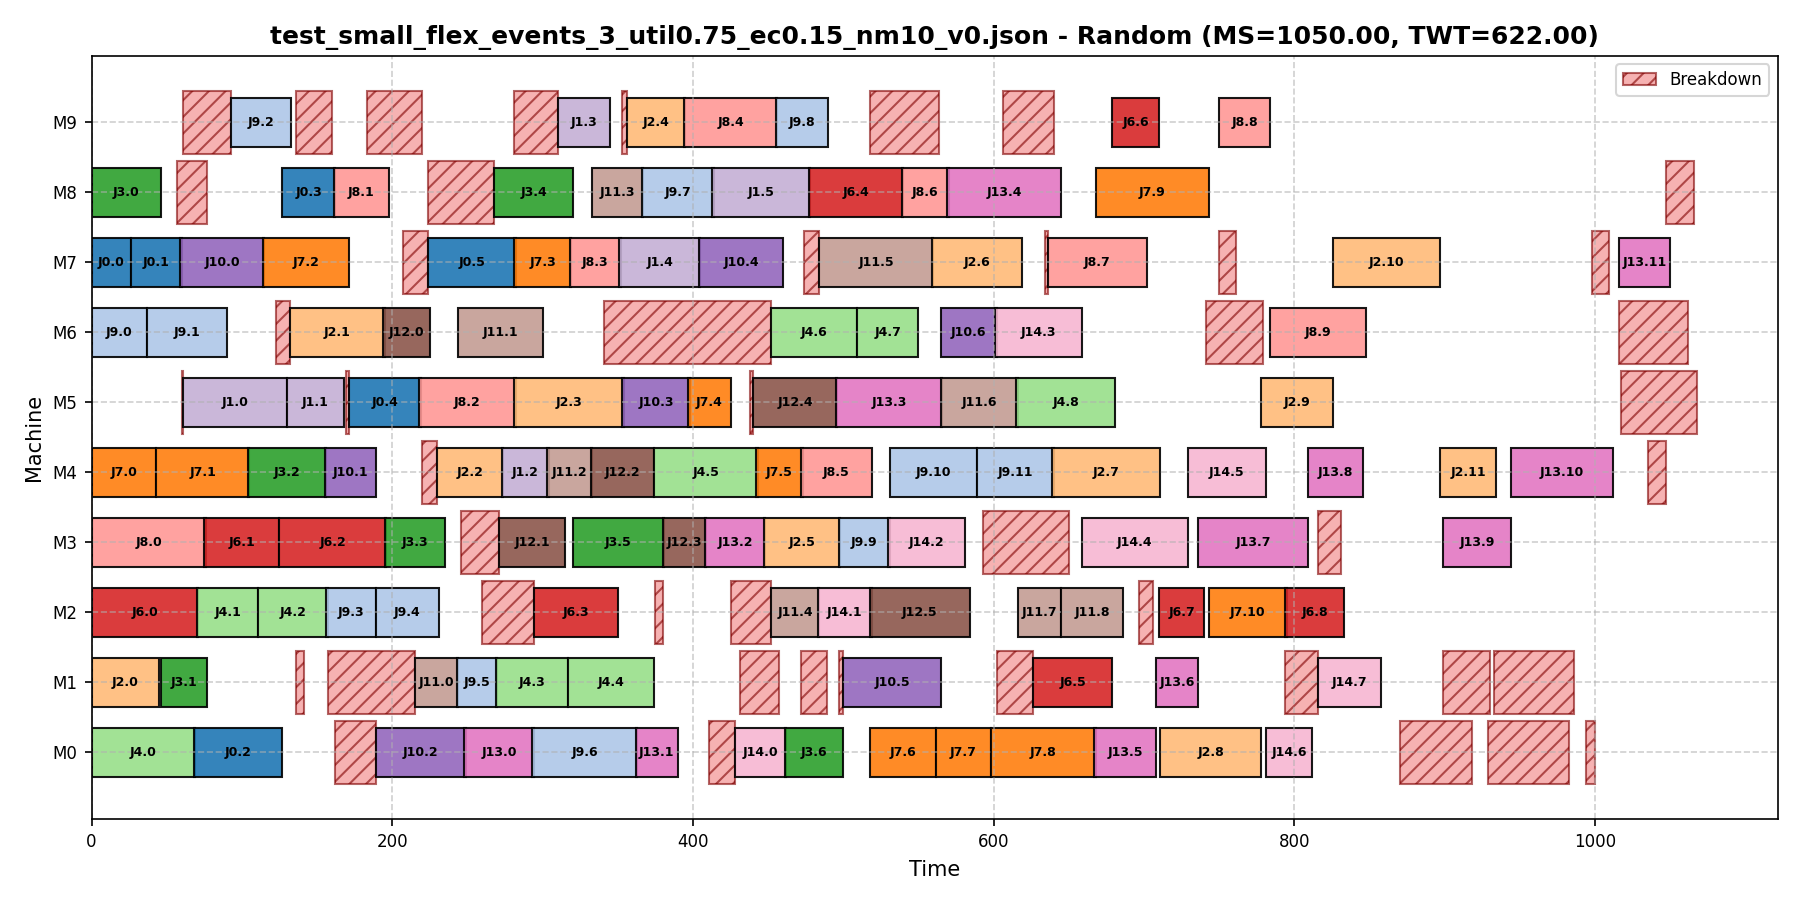 test_small_flex_events_3_util0.75_ec0.15_nm10_v0.json - Random (MS=1050.00, TWT=622.00)
Breakdown
M9 J9.2 J1.3 J2.4 J8.4 J9.8 J6.6 J8.8
M8 J3.0 J0.3 J8.1 J3.4 J11.3 J9.7 J1.5 J6.4 J8.6 J13.4 J7.9
M7 J0.0 J0.1 J10.0 J7.2 J0.5 J7.3 J8.3 J1.4 J10.4 J11.5 J2.6 J8.7 J2.10 J13.11
M6 J9.0 J9.1 J2.1 J12.0 J11.1 J4.6 J4.7 J10.6 J14.3 J8.9
M5 J1.0 J1.1 J0.4 J8.2 J2.3 J10.3 J7.4 J12.4 J13.3 J11.6 J4.8 J2.9
M4 J7.0 J7.1 J3.2 J10.1 J2.2 J1.2 J11.2 J12.2 J4.5 J7.5 J8.5 J9.10 J9.11 J2.7 J14.5 J13.8 J2.11 J13.10
M3 J8.0 J6.1 J6.2 J3.3 J12.1 J3.5 J12.3 J13.2 J2.5 J9.9 J14.2 J14.4 J13.7 J13.9
M2 J6.0 J4.1 J4.2 J9.3 J9.4 J6.3 J11.4 J14.1 J12.5 J11.7 J11.8 J6.7 J7.10 J6.8
M1 J2.0 J3.1 J11.0 J9.5 J4.3 J4.4 J10.5 J6.5 J13.6 J14.7
M0 J4.0 J0.2 J10.2 J13.0 J9.6 J13.1 J14.0 J3.6 J7.6 J7.7 J7.8 J13.5 J2.8 J14.6
Machine
0 200 400 600 800 1000
Time